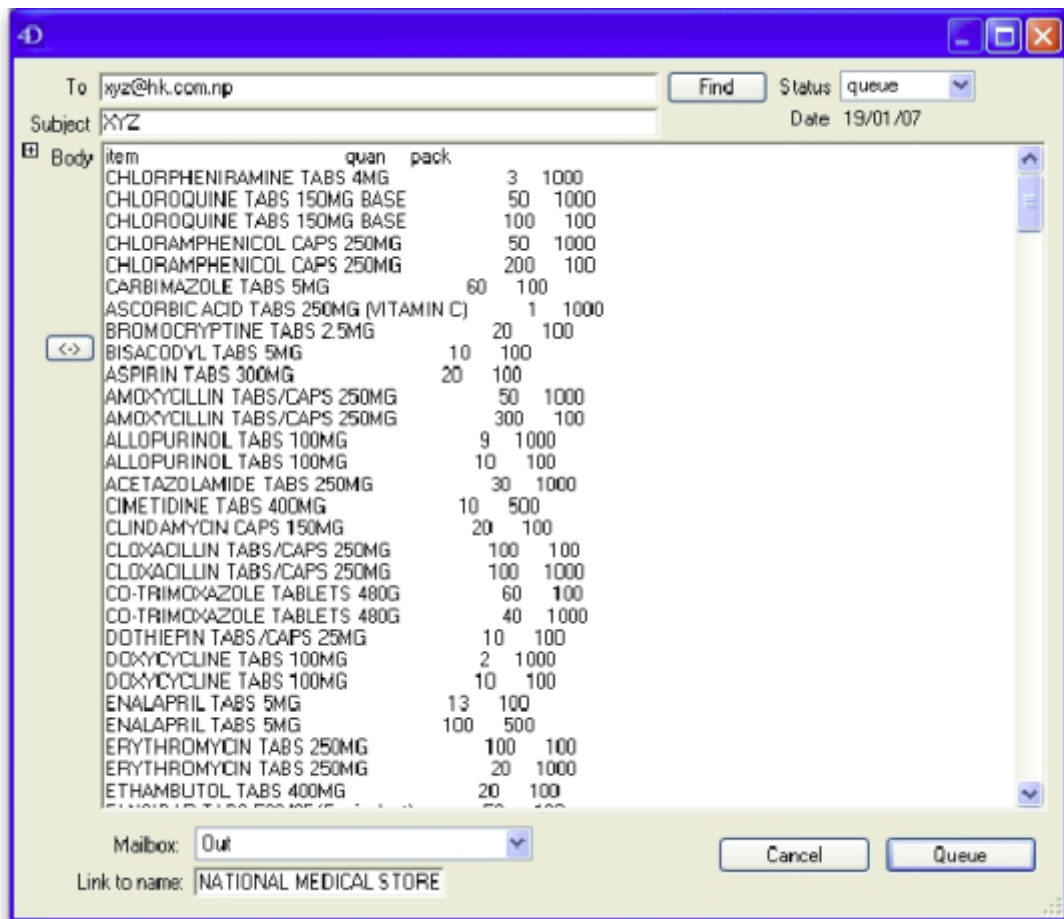 4D
To xyz@hk.com.np Find Status queue
Subject XYZ Date 19/01/07
Body item quan pack
CHLORPHENIRAMINE TABS 4MG 3 1000
CHLOROQUINE TABS 150MG BASE 50 1000
CHLOROQUINE TABS 150MG BASE 100 100
CHLORAMPHENICOL CAPS 250MG 50 1000
CHLORAMPHENICOL CAPS 250MG 200 100
CARBIMAZOLE TABS 5MG 60 100
ASCORBIC ACID TABS 250MG (VITAMIN C) 1 1000
BROMOCRYPTINE TABS 2.5MG 20 100
<-> BISACODYL TABS 5MG 10 100
ASPIRIN TABS 300MG 20 100
AMOXYCILLIN TABS/CAPS 250MG 50 1000
AMOXYCILLIN TABS/CAPS 250MG 300 100
ALLOPURINOL TABS 100MG 9 1000
ALLOPURINOL TABS 100MG 10 100
ACETAZOLAMIDE TABS 250MG 30 1000
CIMETIDINE TABS 400MG 10 500
CLINDAMYCIN CAPS 150MG 20 100
CLOXACILLIN TABS/CAPS 250MG 100 100
CLOXACILLIN TABS/CAPS 250MG 100 1000
CO-TRIMOXAZOLE TABLETS 480G 60 100
CO-TRIMOXAZOLE TABLETS 480G 40 1000
DOTHIEPIN TABS/CAPS 25MG 10 100
DOXYCYCLINE TABS 100MG 2 1000
DOXYCYCLINE TABS 100MG 10 100
ENALAPRIL TABS 5MG 13 100
ENALAPRIL TABS 5MG 100 500
ERYTHROMYCIN TABS 250MG 100 100
ERYTHROMYCIN TABS 250MG 20 1000
ETHAMBUTOL TABS 400MG 20 100
Mailbox: Out Cancel Queue
Link to name: NATIONAL MEDICAL STORE